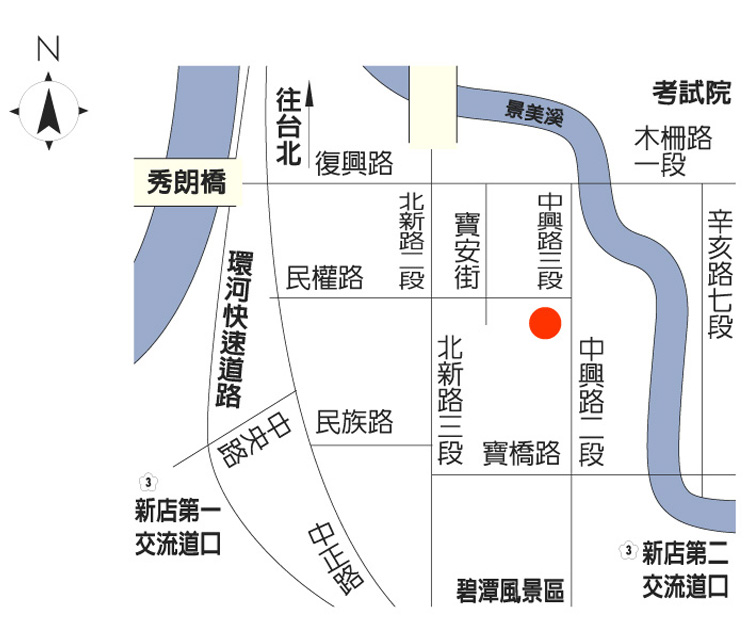 N
往台北
景美溪
考試院
木柵路
一段
復興路
秀朗橋
北新路二段
寶安街
中興路三段
辛亥路七段
環河快速道路
民權路
北新路三段
中興路二段
中央路
民族路
寶橋路
3
新店第一
交流道口
中正路
碧潭風景區
3
新店第二
交流道口